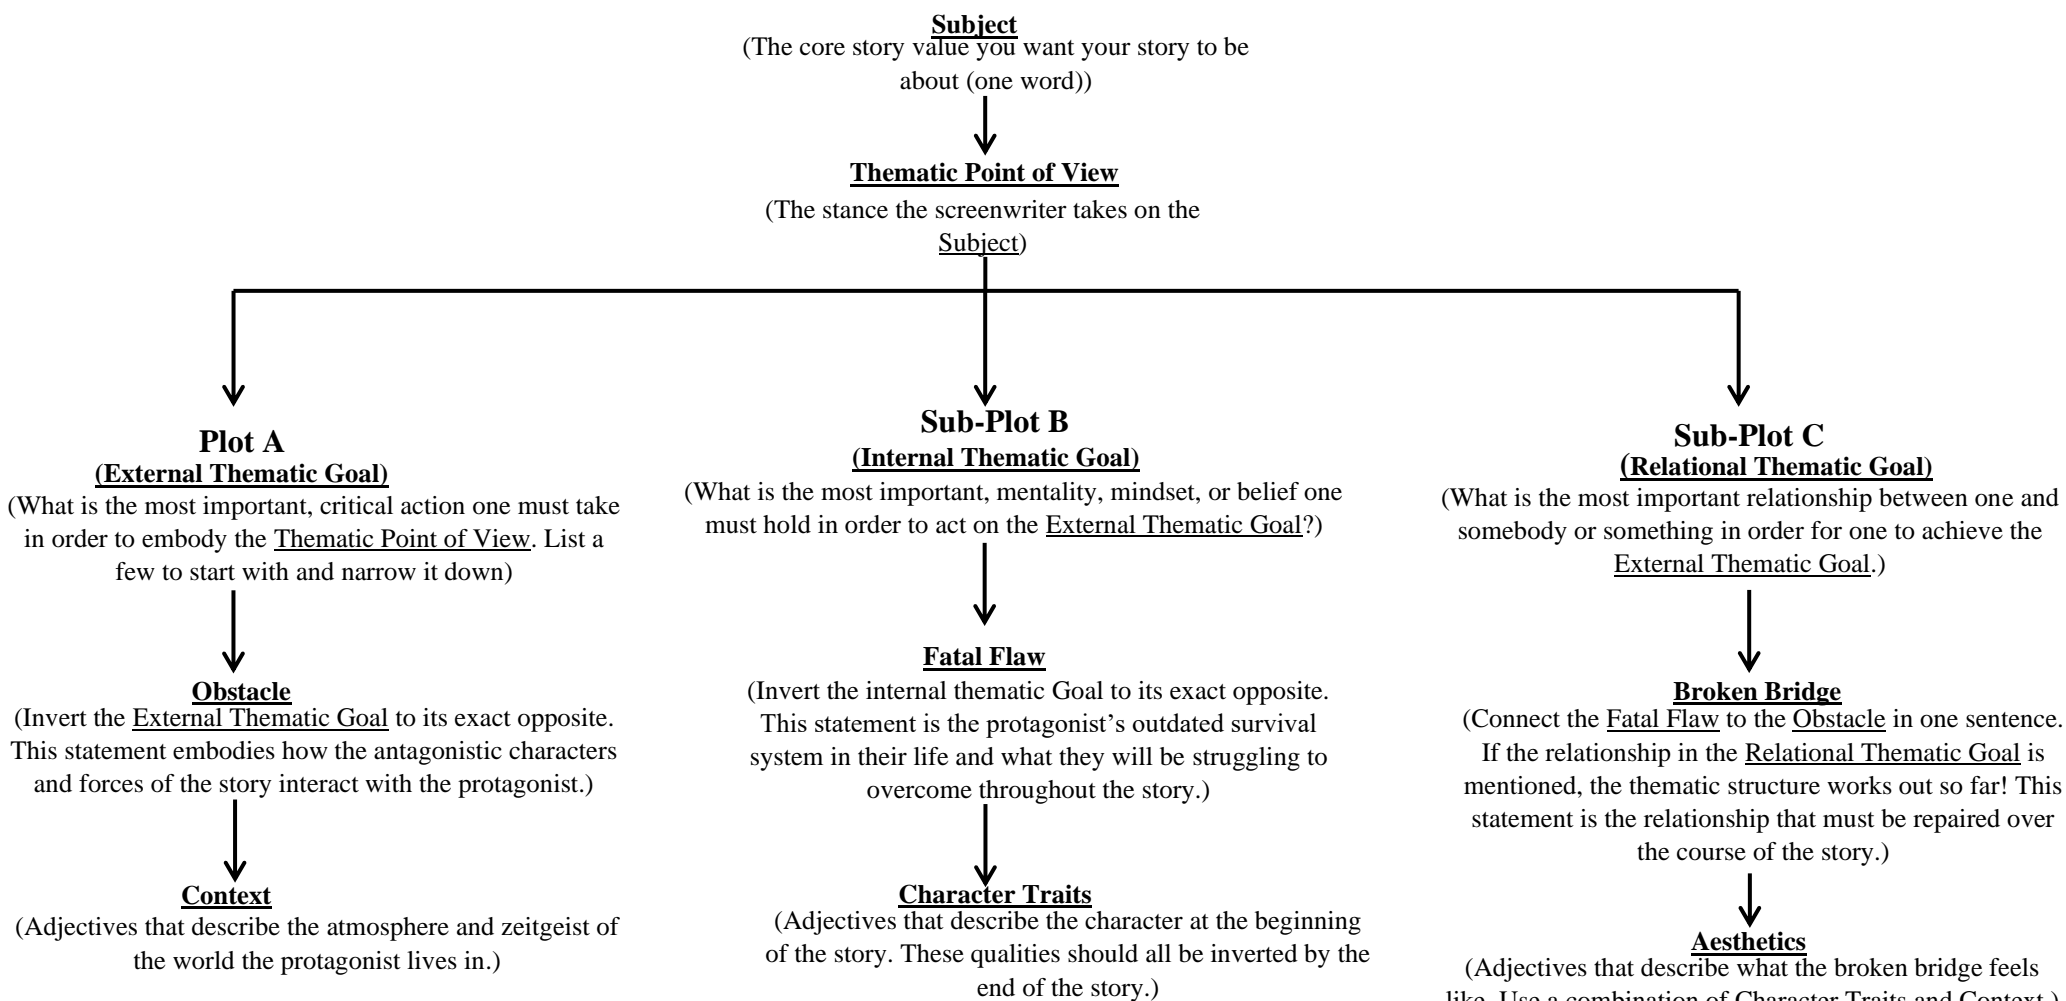 Subject
(The core story value you want your story to be
about (one word))
Thematic Point of View
(The stance the screenwriter takes on the
Subject)
Plot A
(External Thematic Goal)
(What is the most important, critical action one must take
in order to embody the Thematic Point of View. List a
few to start with and narrow it down)
Obstacle
(Invert the External Thematic Goal to its exact opposite.
This statement embodies how the antagonistic characters
and forces of the story interact with the protagonist.)
Context
(Adjectives that describe the atmosphere and zeitgeist of
the world the protagonist lives in.)
Sub-Plot B
(Internal Thematic Goal)
(What is the most important, mentality, mindset, or belief one
must hold in order to act on the External Thematic Goal?)
Fatal Flaw
(Invert the internal thematic Goal to its exact opposite.
This statement is the protagonist’s outdated survival
system in their life and what they will be struggling to
overcome throughout the story.)
Character Traits
(Adjectives that describe the character at the beginning
of the story. These qualities should all be inverted by the
end of the story.)
Sub-Plot C
(Relational Thematic Goal)
(What is the most important relationship between one and
somebody or something in order for one to achieve the
External Thematic Goal.)
Broken Bridge
(Connect the Fatal Flaw to the Obstacle in one sentence.
If the relationship in the Relational Thematic Goal is
mentioned, the thematic structure works out so far! This
statement is the relationship that must be repaired over
the course of the story.)
Aesthetics
(Adjectives that describe what the broken bridge feels
like. Use a combination of Character Traits and Context.)